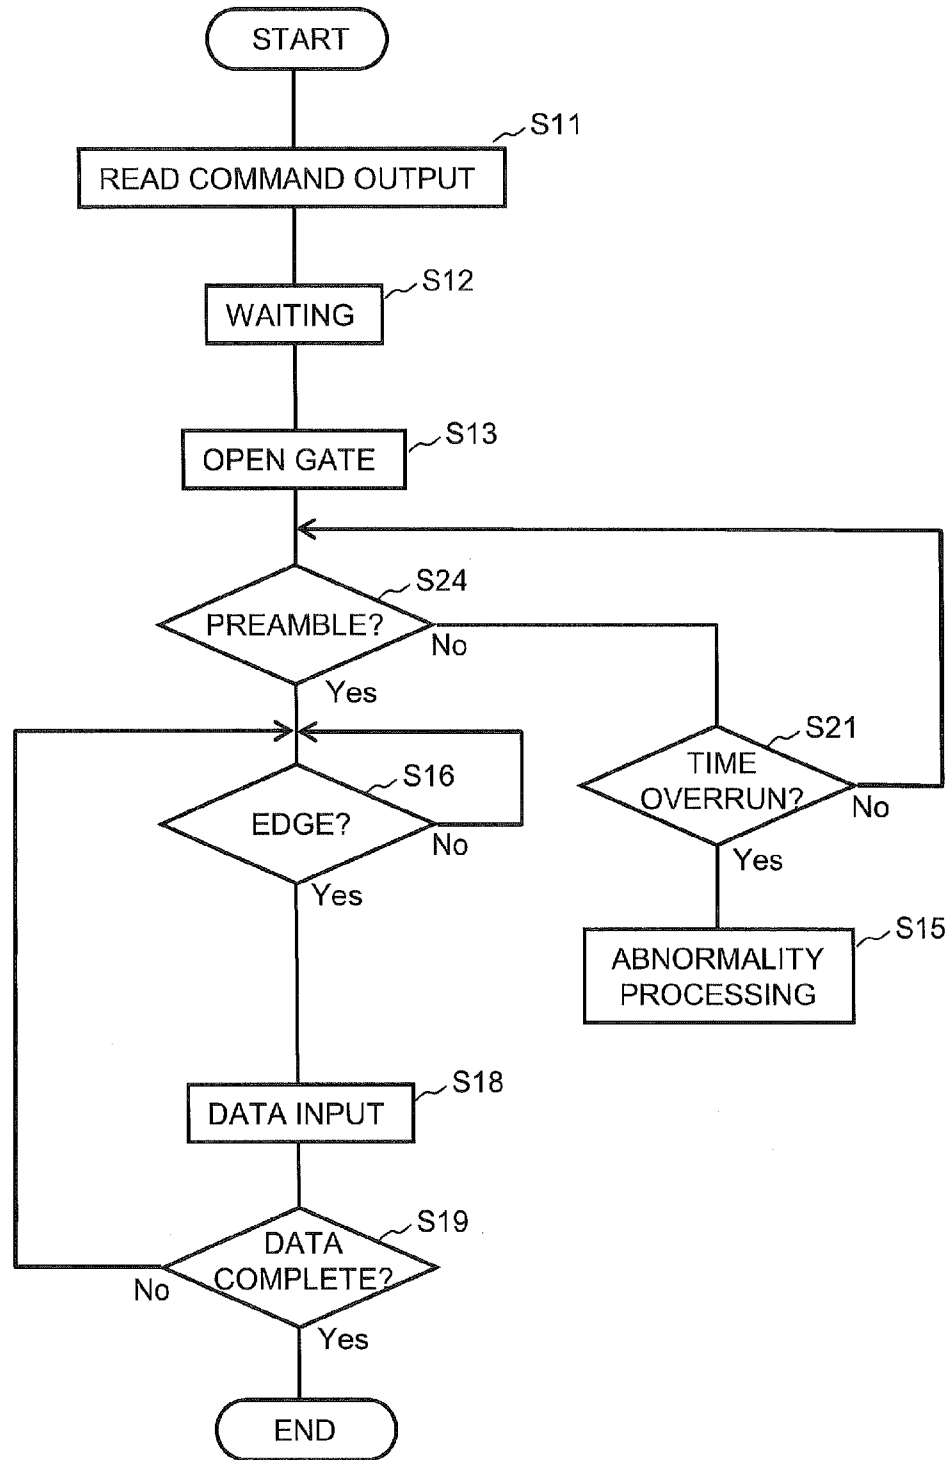 START
S11
READ COMMAND OUTPUT
S12
WAITING
S13
OPEN GATE
S24
PREAMBLE?
No
Yes
S21
TIME
OVERRUN?
No
Yes
S16
EDGE?
No
Yes
S15
ABNORMALITY
PROCESSING
S18
DATA INPUT
S19
DATA
COMPLETE?
No
Yes
END